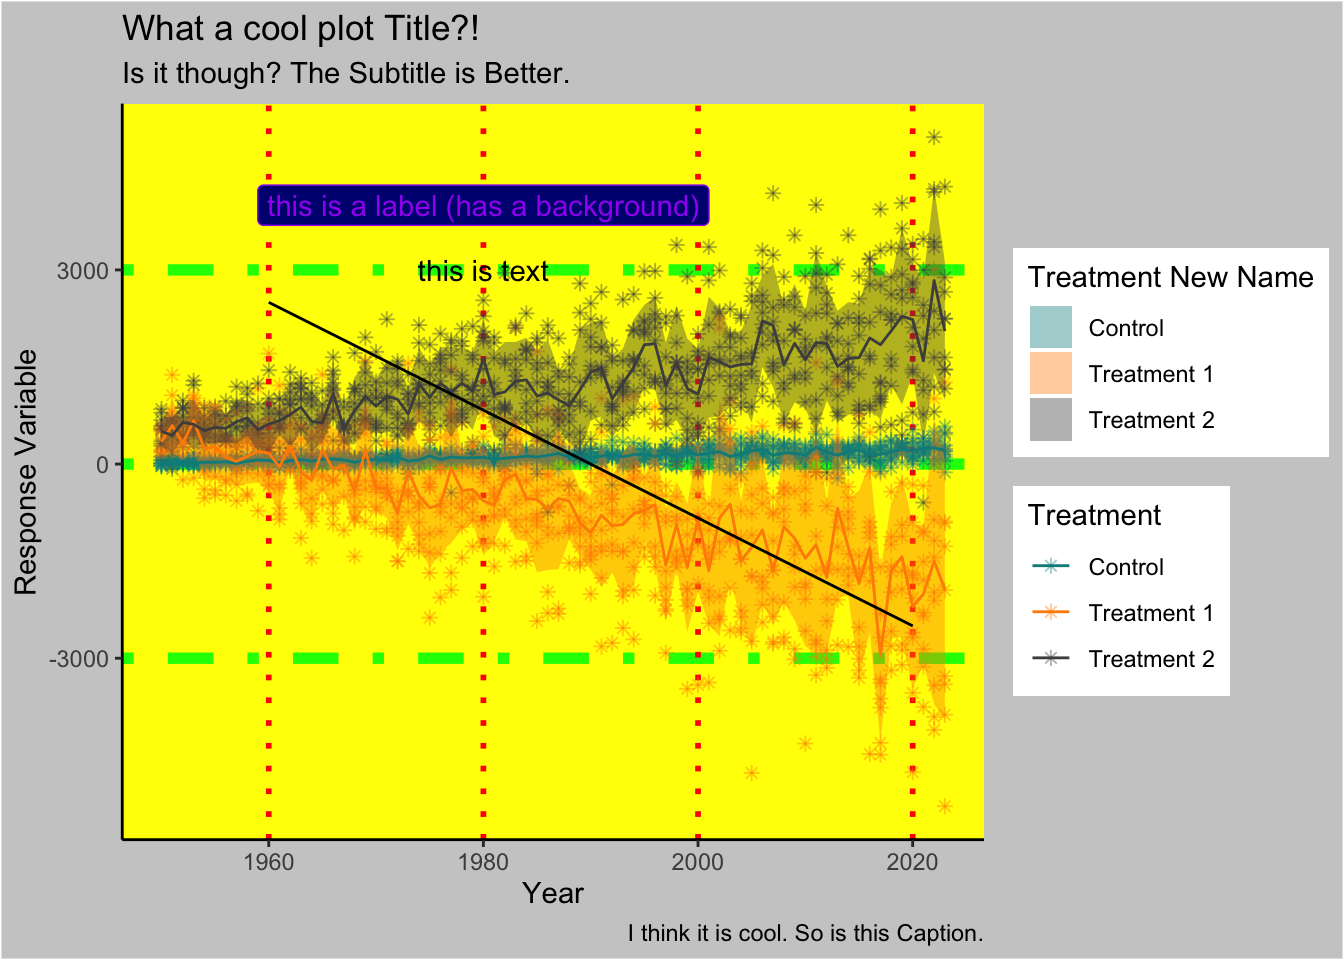 What a cool plot Title?!
Is it though? The Subtitle is Better.
this is a label (has a background)
this is text
3000
0
-3000
Response Variable
1960
1980
2000
2020
Year
I think it is cool. So is this Caption.
Treatment New Name
Control
Treatment 1
Treatment 2
Treatment
Control
Treatment 1
Treatment 2